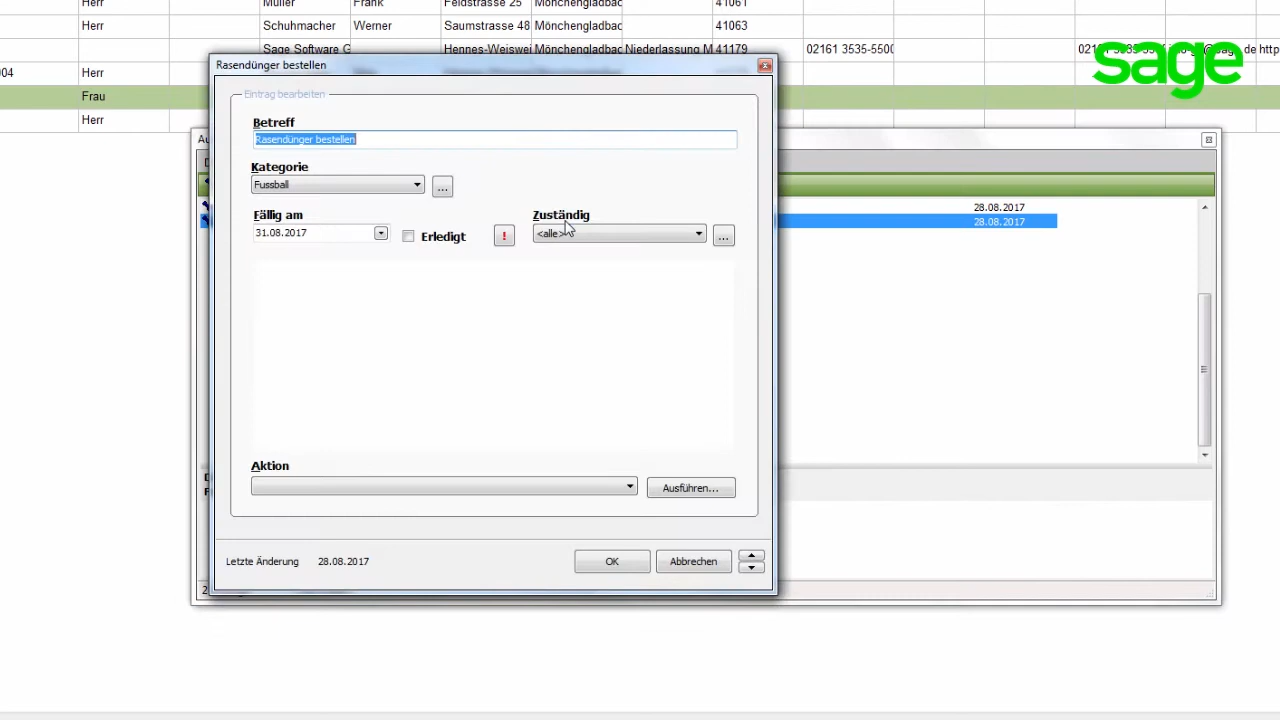 Herr Müller Frank Feldstrasse 25 Mönchengladbac 41061
Herr Schuhmacher Werner Saumstrasse 48 Mönchengladbac 41063
Sage Software G Hennes-Weiswei Mönchengladbac Niederlassung M 41179 02161 3535-5500
004 Herr
Frau
Herr
sage
Rasendünger bestellen
Eintrag bearbeiten
Betreff
Rasendünger bestellen
Kategorie
Fussball
...
Fällig am
Zuständig
31.08.2017
Erledigt
!
<alle>
...
28.08.2017
28.08.2017
Aktion
Ausführen...
Letzte Änderung 28.08.2017
OK
Abbrechen